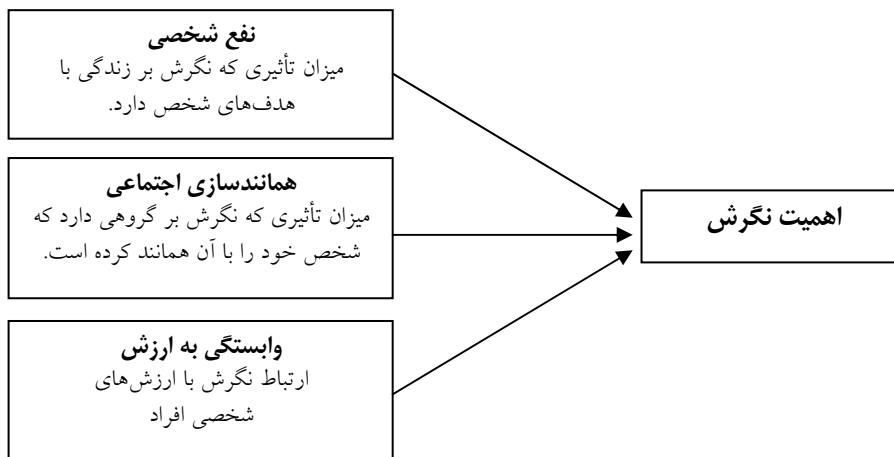 نفع شخصی
میزان تأثیری که نگرش بر زندگی با
هدف‌های شخص دارد.
همانندسازی اجتماعی
میزان تأثیری که نگرش بر گروهی دارد که
شخص خود را با آن همانند کرده است.
وابستگی به ارزش
ارتباط نگرش با ارزش‌های
شخصی افراد
اهمیت نگرش